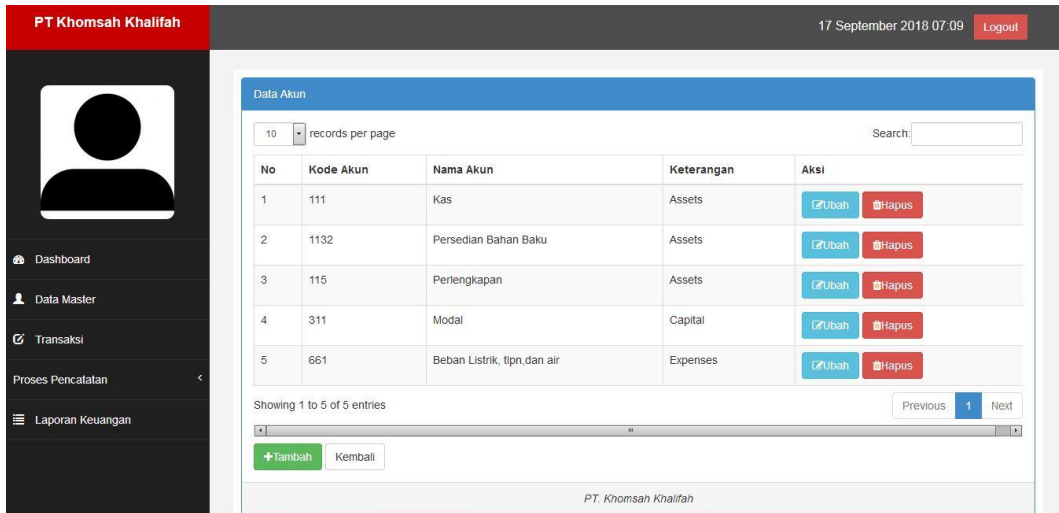 PT Khomsah Khalifah
17 September 2018 07:09 Logout
Dashboard
Data Master
Transaksi
Proses Pencatatan
Laporan Keuangan
Data Akun
10 records per page Search:
No Kode Akun Nama Akun Keterangan Aksi
1 111 Kas Assets Ubah Hapus
2 1132 Persedian Bahan Baku Assets Ubah Hapus
3 115 Perlengkapan Assets Ubah Hapus
4 311 Modal Capital Ubah Hapus
5 661 Beban Listrik, tlpn,dan air Expenses Ubah Hapus
Showing 1 to 5 of 5 entries Previous 1 Next
+Tambah Kembali
PT. Khomsah Khalifah